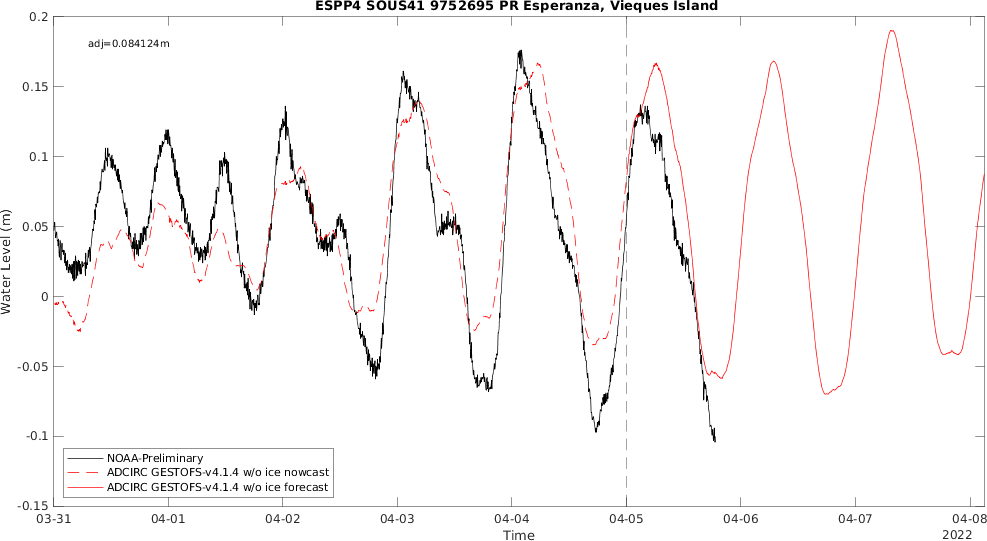 ESPP4 SOUS41 9752695 PR Esperanza, Vieques Island
0.2
adj=0.084124m
0.15
0.1
0.05
0
-0.05
-0.1
-0.15
Water Level (m)
NOAA-Preliminary
ADCIRC GESTOFS-v4.1.4 w/o ice nowcast
ADCIRC GESTOFS-v4.1.4 w/o ice forecast
03-31 04-01 04-02 04-03 04-04 04-05 04-06 04-07 04-08
Time 2022